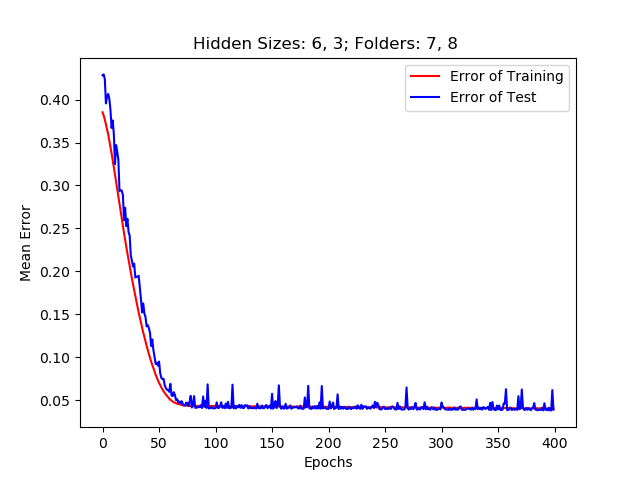 Hidden Sizes: 6, 3; Folders: 7, 8
Error of Training
Error of Test
0.40
0.35
0.30
0.25
0.20
0.15
0.10
0.05
Mean Error
0 50 100 150 200 250 300 350 400
Epochs